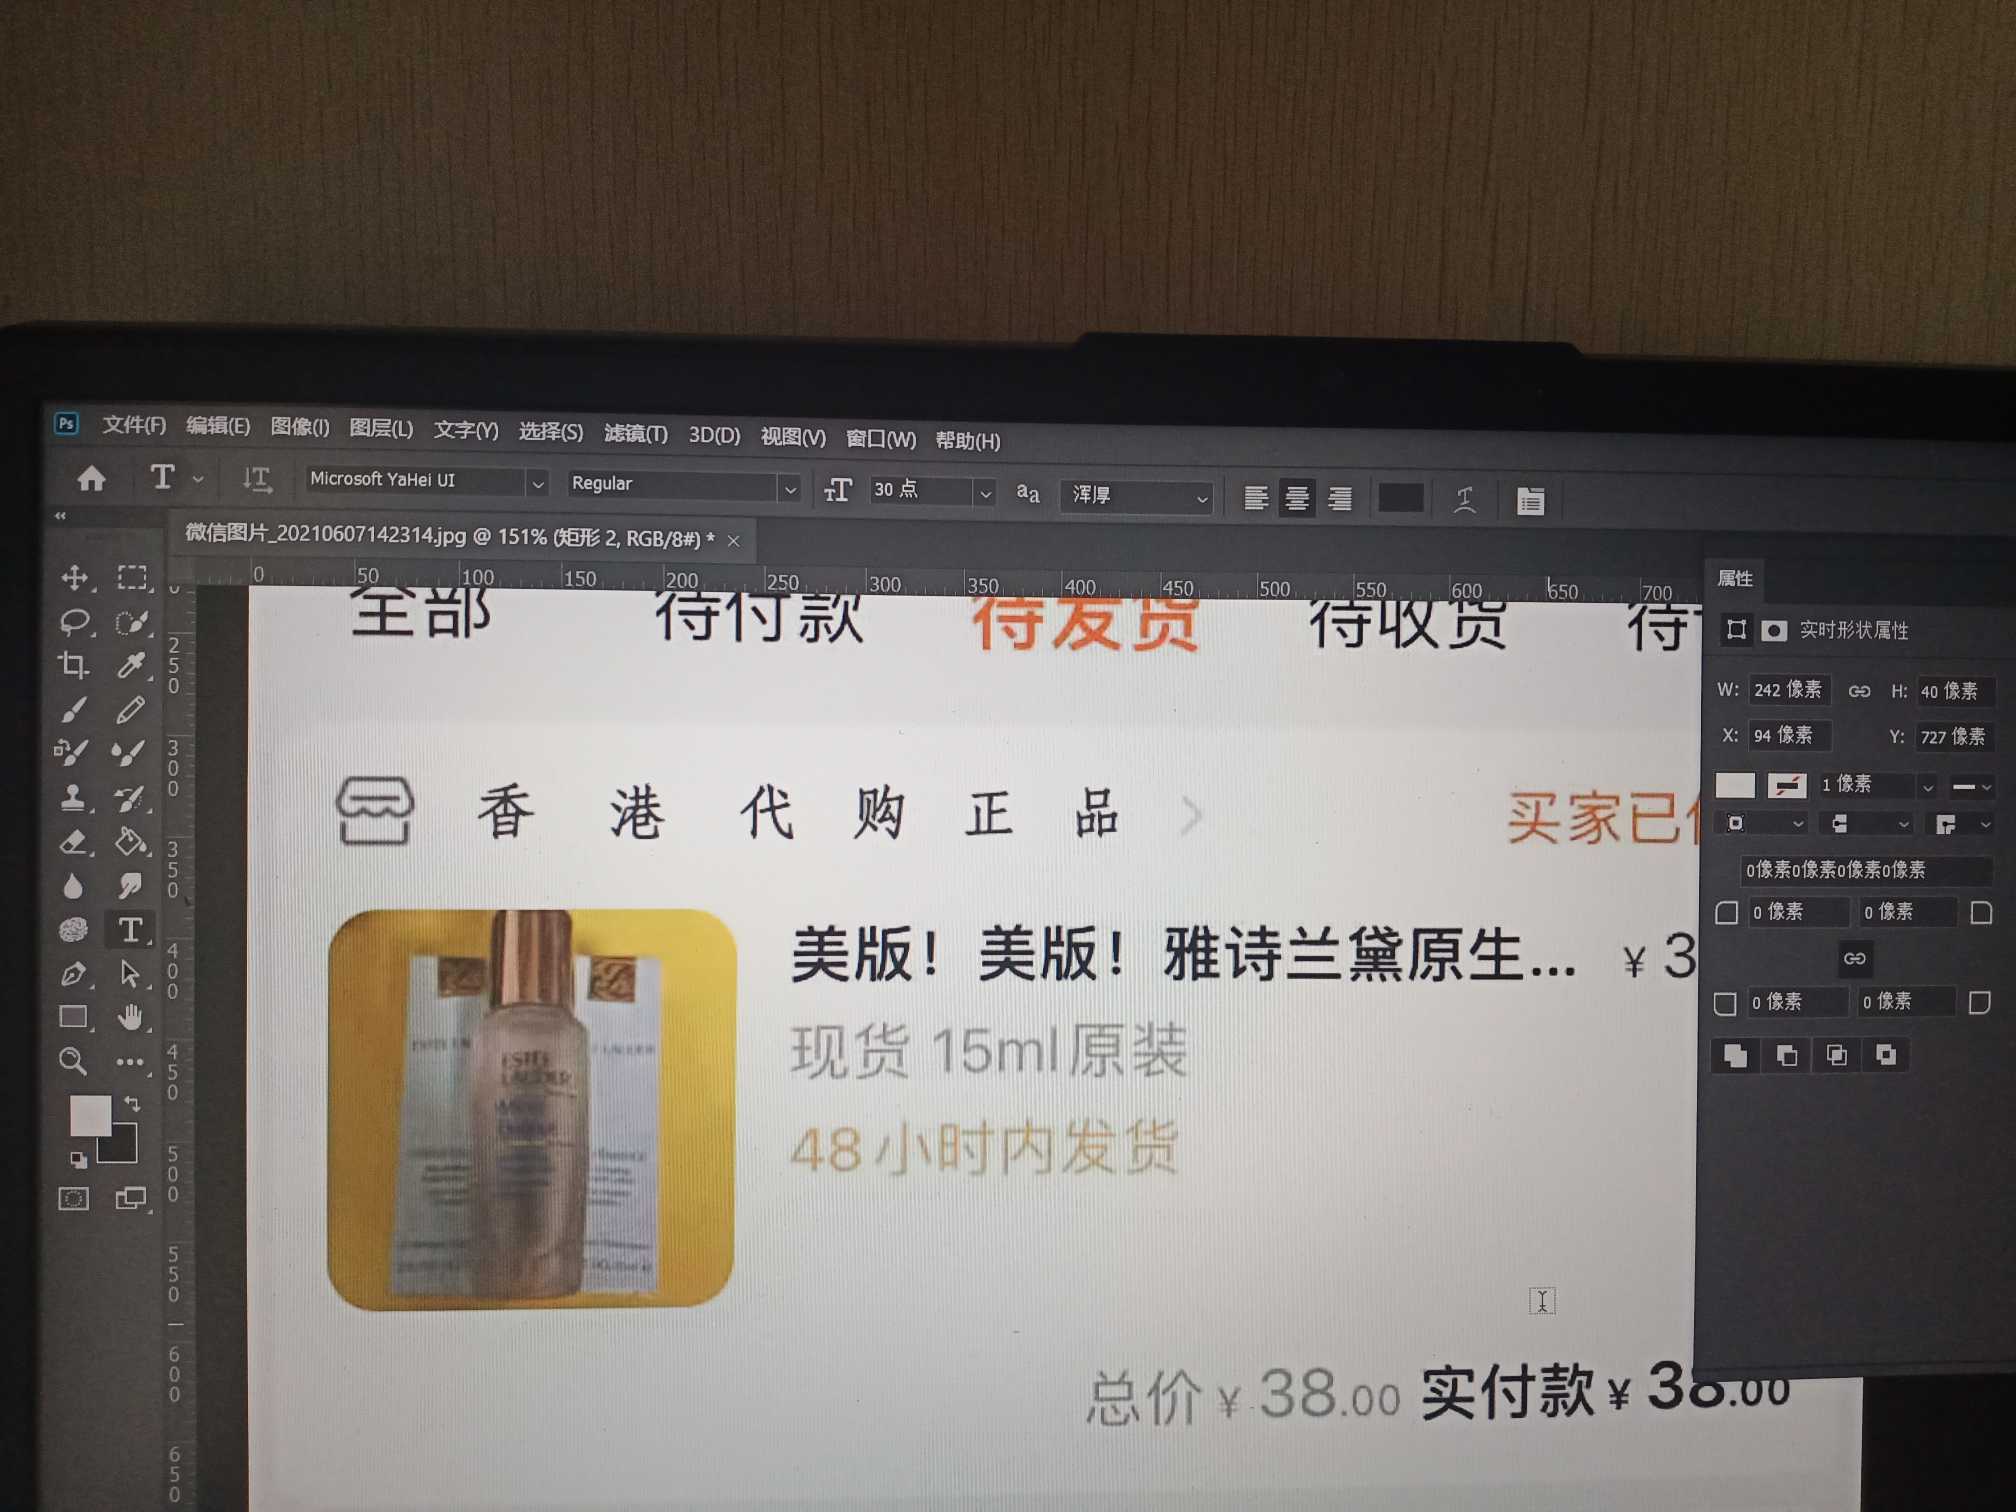 Ps 文件(F) 编辑(E) 图像(I) 图层(L) 文字(Y) 选择(S) 滤镜(T) 3D(D) 视图(V) 窗口(W) 帮助(H)
T Microsoft YaHei UI Regular 30 点 aa 浑厚
微信图片_20210607142314.jpg @ 151% (矩形 2, RGB/8#) * ×
0 50 100 150 200 250 300 350 400 450 500 550 600 650 700
250
300
350
400
450
500
550
600
650
全部 待付款 待发货 待收货 待
香港代购正品 >
买家已
美版！美版！雅诗兰黛原生... ¥ 3
现货 15ml原装
48小时内发货
ESTEE
LAUDER
总价 ¥ 38.00 实付款 ¥ 38.00
属性
实时形状属性
W: 242 像素 H: 40 像素
X: 94 像素 Y: 727 像素
1 像素
0像素0像素0像素0像素
0 像素 0 像素
0 像素 0 像素